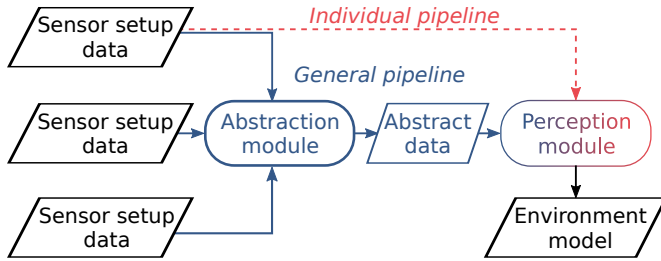 Sensor setup
data
Individual pipeline
General pipeline
Sensor setup
data
Abstraction
module
Abstract
data
Perception
module
Sensor setup
data
Environment
model